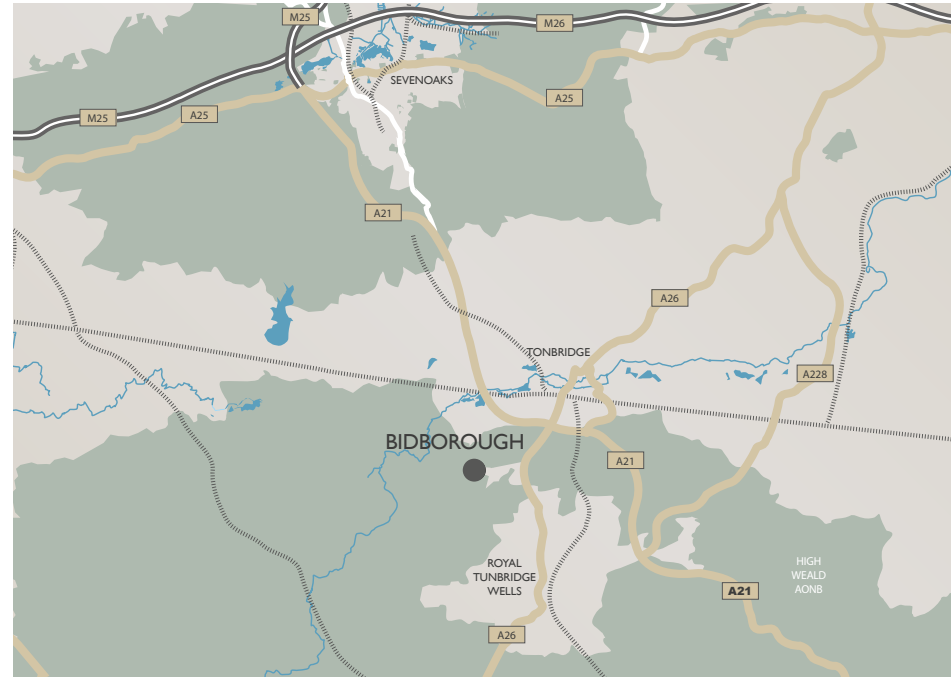 M25
M26
SEVENOAKS
A25
A25
M25
A21
A26
TONBRIDGE
A228
BIDBOROUGH
A21
ROYAL
TUNBRIDGE
WELLS
HIGH
WEALD
AONB
A21
A26